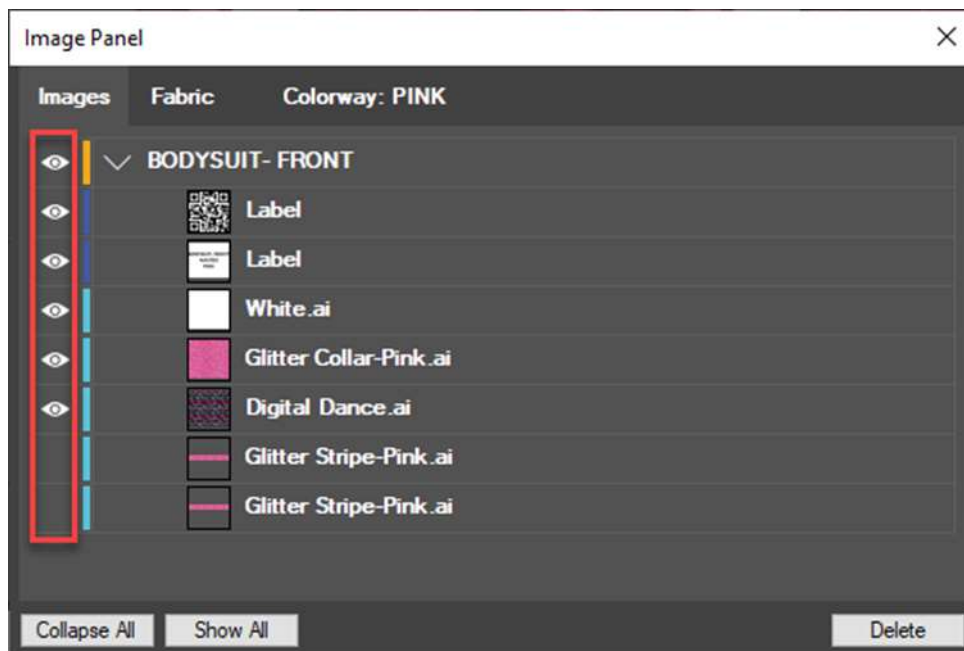 Image Panel
Images Fabric Colorway: PINK
BODYSUIT- FRONT
Label
Label
White.ai
Glitter Collar-Pink.ai
Digital Dance.ai
Glitter Stripe-Pink.ai
Glitter Stripe-Pink.ai
Collapse All Show All Delete